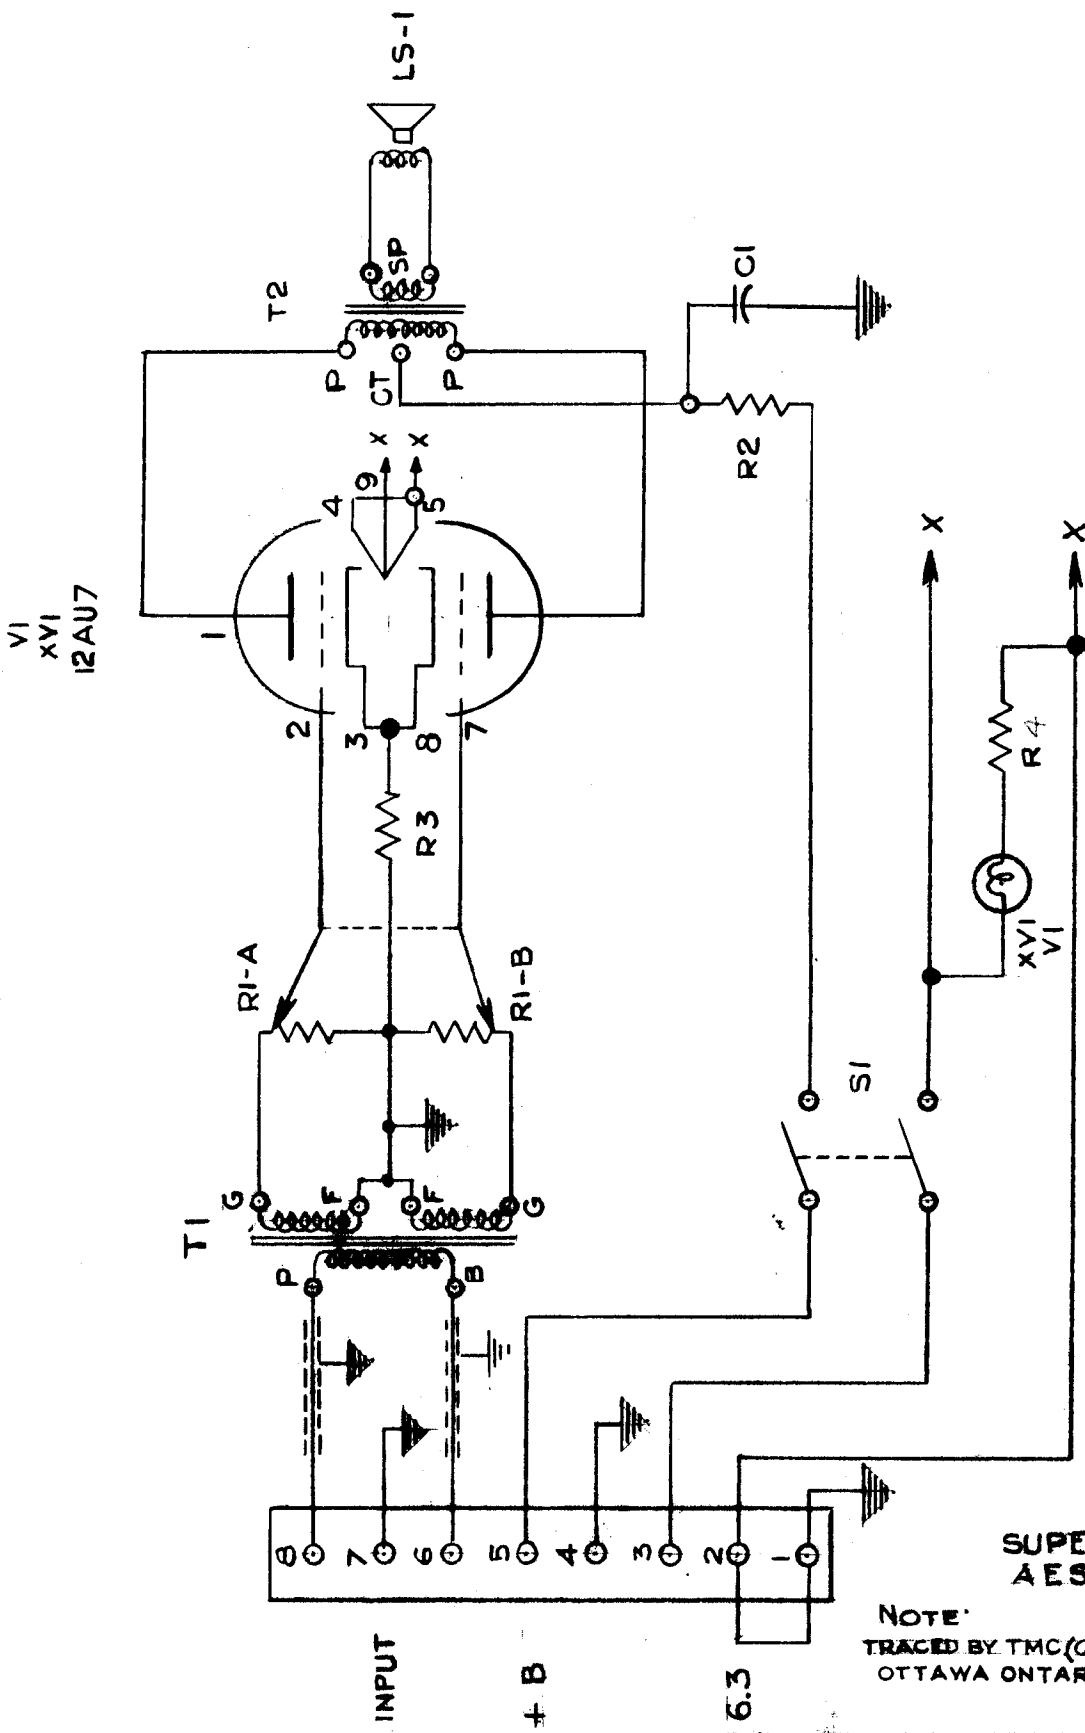 V1
XV1
12AU7
LS-1
T2
SP
P
CT
P
C1
R2
1
2
3
8
7
4
9
5
X
X
R3
R1-A
R1-B
T1
G
F
F
G
P
B
S1
X
X
R4
XV1
V1
8
7
6
5
4
3
2
1
INPUT
+ B
6.3
SUPE
AES
NOTE·
TRACED BY TMC(C
OTTAWA ONTAR